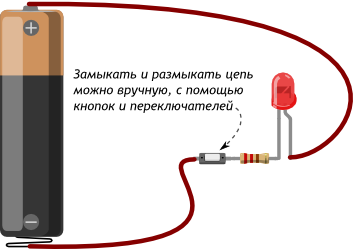 Замыкать и размыкать цепь
можно вручную, с помощью
кнопок и переключателей
+
−